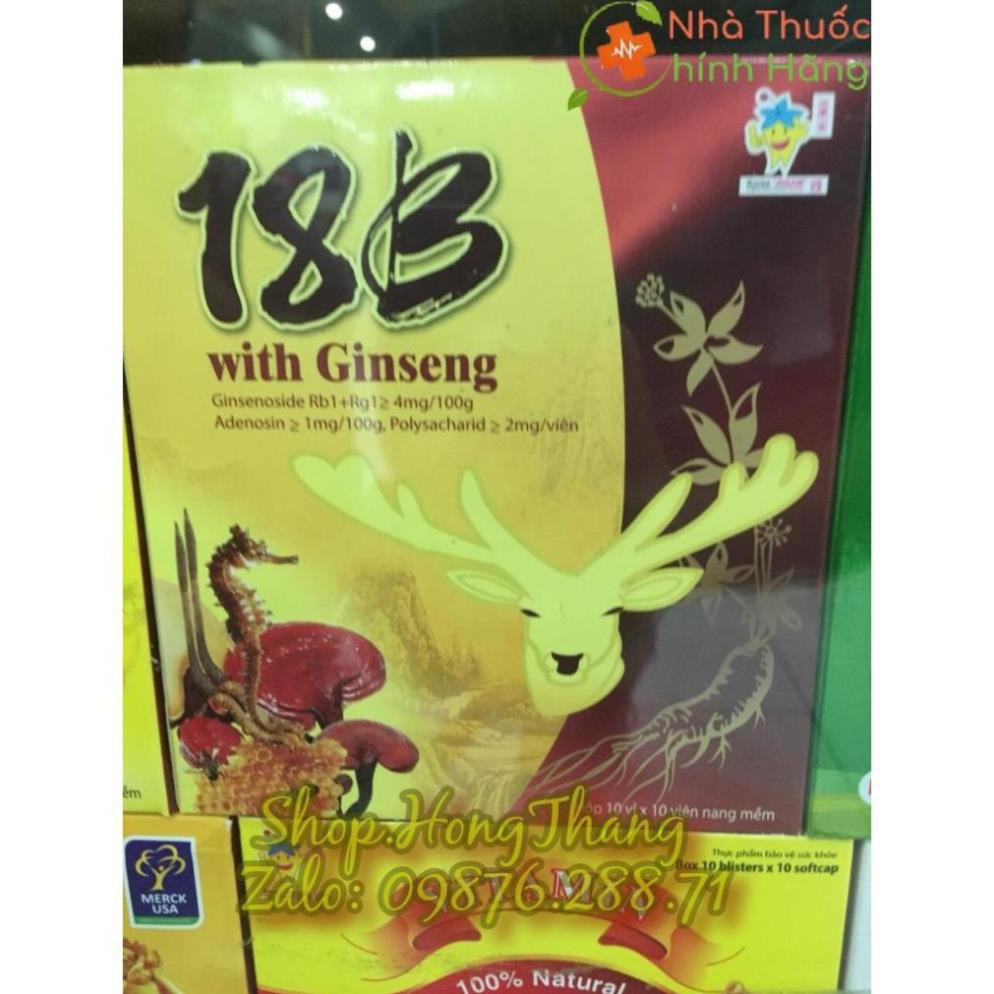 Nhà Thuốc
hính Hãng
18B
with Ginseng
Ginsenoside Rb1+Rg1≥ 4mg/100g
Adenosin ≥ 1mg/100g, Polysacharid ≥ 2mg/viên
10 vỉ x 10 viên nang mềm
Shop.HongThang
Zalo: 09876.288.71
MERCK
USA
Thực phẩm bảo vệ sức khỏe
Box 10 blisters x 10 softcap
100% Natural